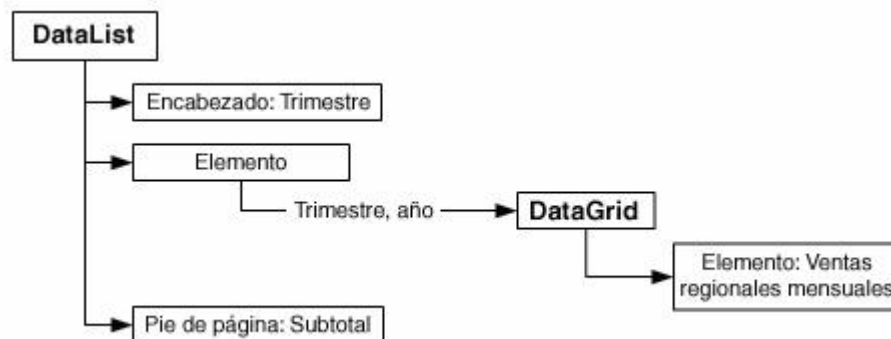 DataList
Encabezado: Trimestre
Elemento
Trimestre, año
DataGrid
Elemento: Ventas
regionales mensuales
Pie de página: Subtotal